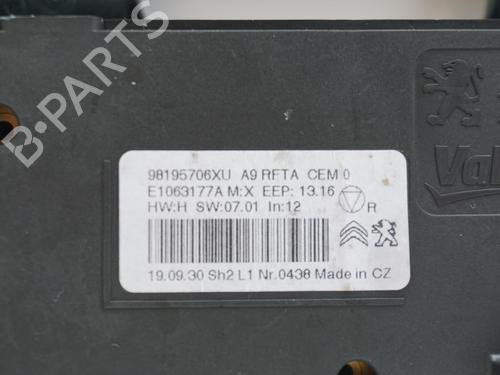 B-PARTS
98195706XU A9 RFTA CEM 0
E1063177A M:X EEP: 13.16
HW:H SW:07.01 In:12
R
19.09.30 Sh2 L1 Nr.0438 Made in CZ